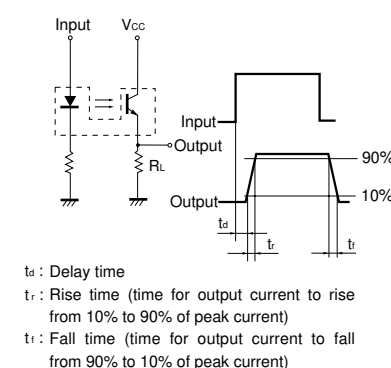 Input VCC
Input
Output
RL
90%
10%
Output
td
tr tf
td : Delay time
tr : Rise time (time for output current to rise
from 10% to 90% of peak current)
tf : Fall time (time for output current to fall
from 90% to 10% of peak current)